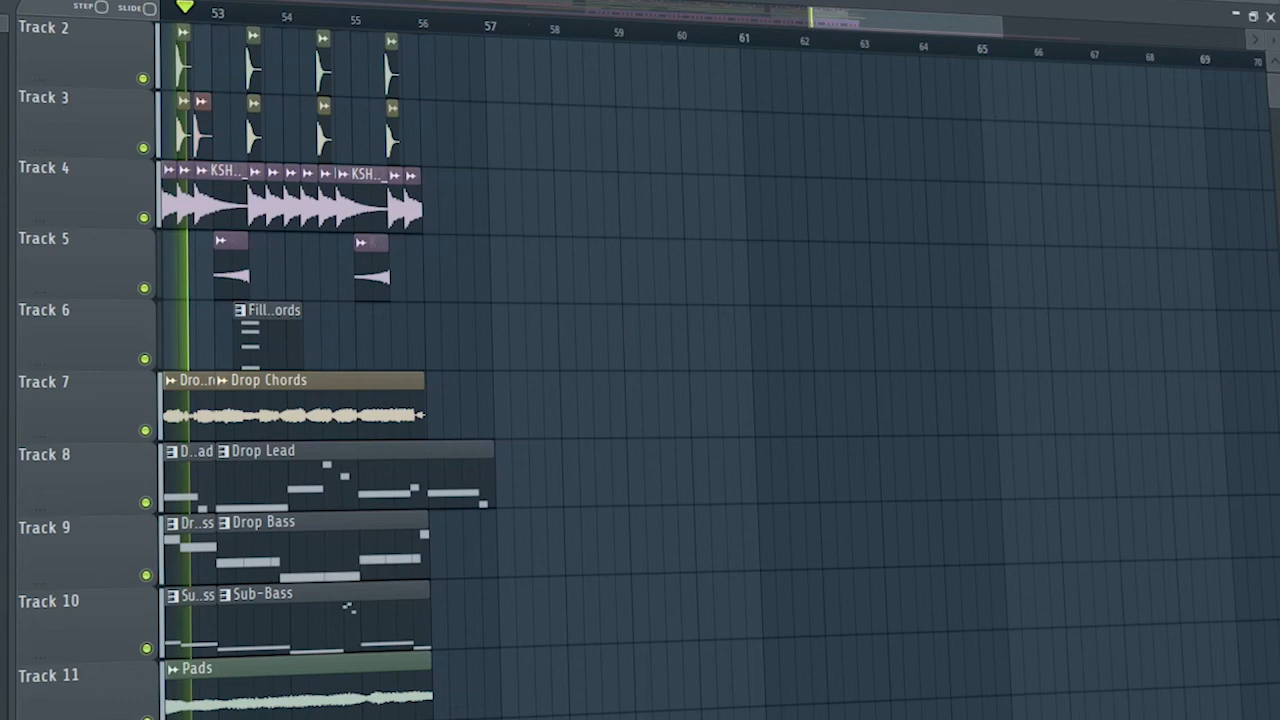 STEP SLIDE
53 54 55 56 57 58 59 60 61 62 63 64 65 66 67 68 69 70
Track 2
Track 3
Track 4
KSH.._ KSH.._
Track 5
Track 6
Fill..ords
Track 7
Dro..n Drop Chords
Track 8
D..ad Drop Lead
Track 9
Dr..ss Drop Bass
Track 10
Su..ss Sub-Bass
Track 11
Pads